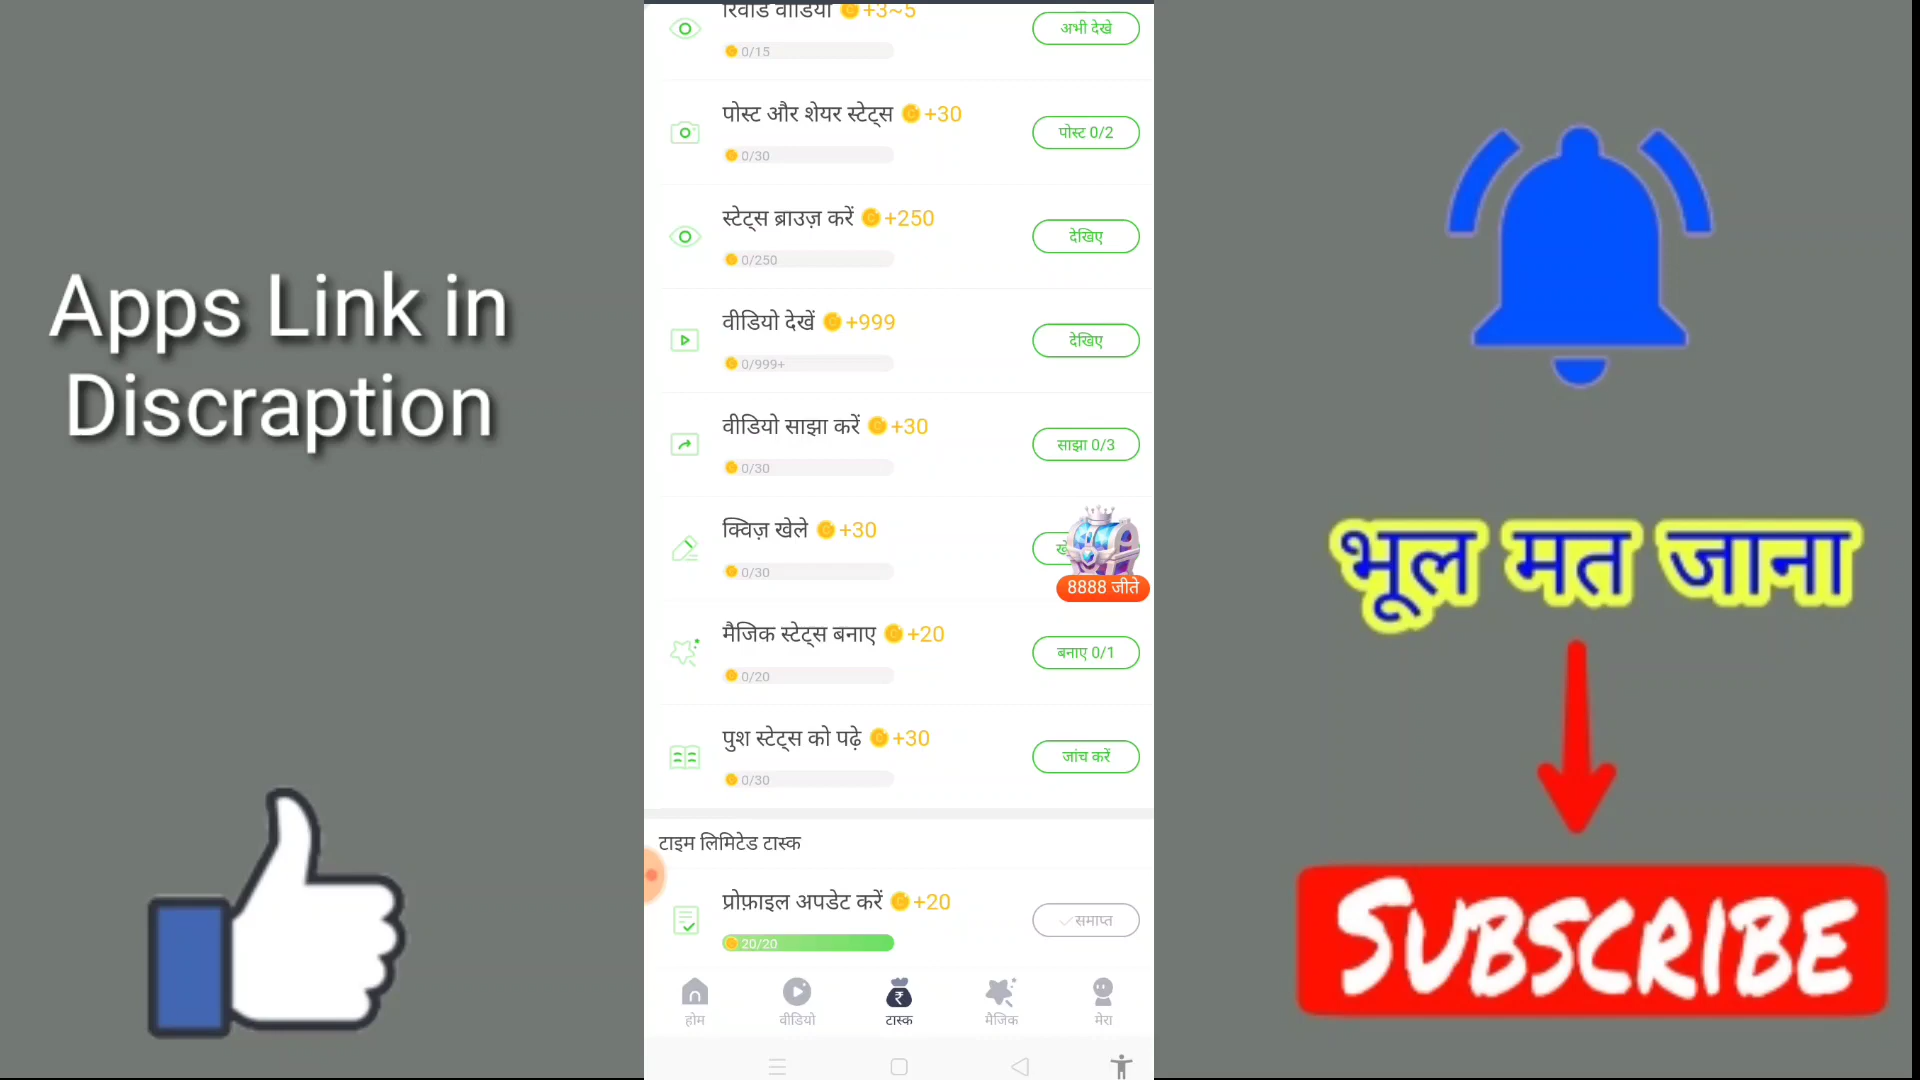 Apps Link in
Discraption
रिवॉर्ड वीडियो +3~5
0/15
अभी देखे
पोस्ट और शेयर स्टेट्स +30
0/30
पोस्ट 0/2
स्टेट्स ब्राउज़ करें +250
0/250
देखिए
वीडियो देखें +999
0/999+
देखिए
वीडियो साझा करें +30
0/30
साझा 0/3
क्विज़ खेले +30
0/30
8888 जीते
मैजिक स्टेट्स बनाए +20
0/20
बनाए 0/1
पुश स्टेट्स को पढ़े +30
0/30
जांच करें
टाइम लिमिटेड टास्क
प्रोफ़ाइल अपडेट करें +20
20/20
समाप्त
होम
वीडियो
टास्क
मैजिक
मेरा
भूल मत जाना
SUBSCRIBE